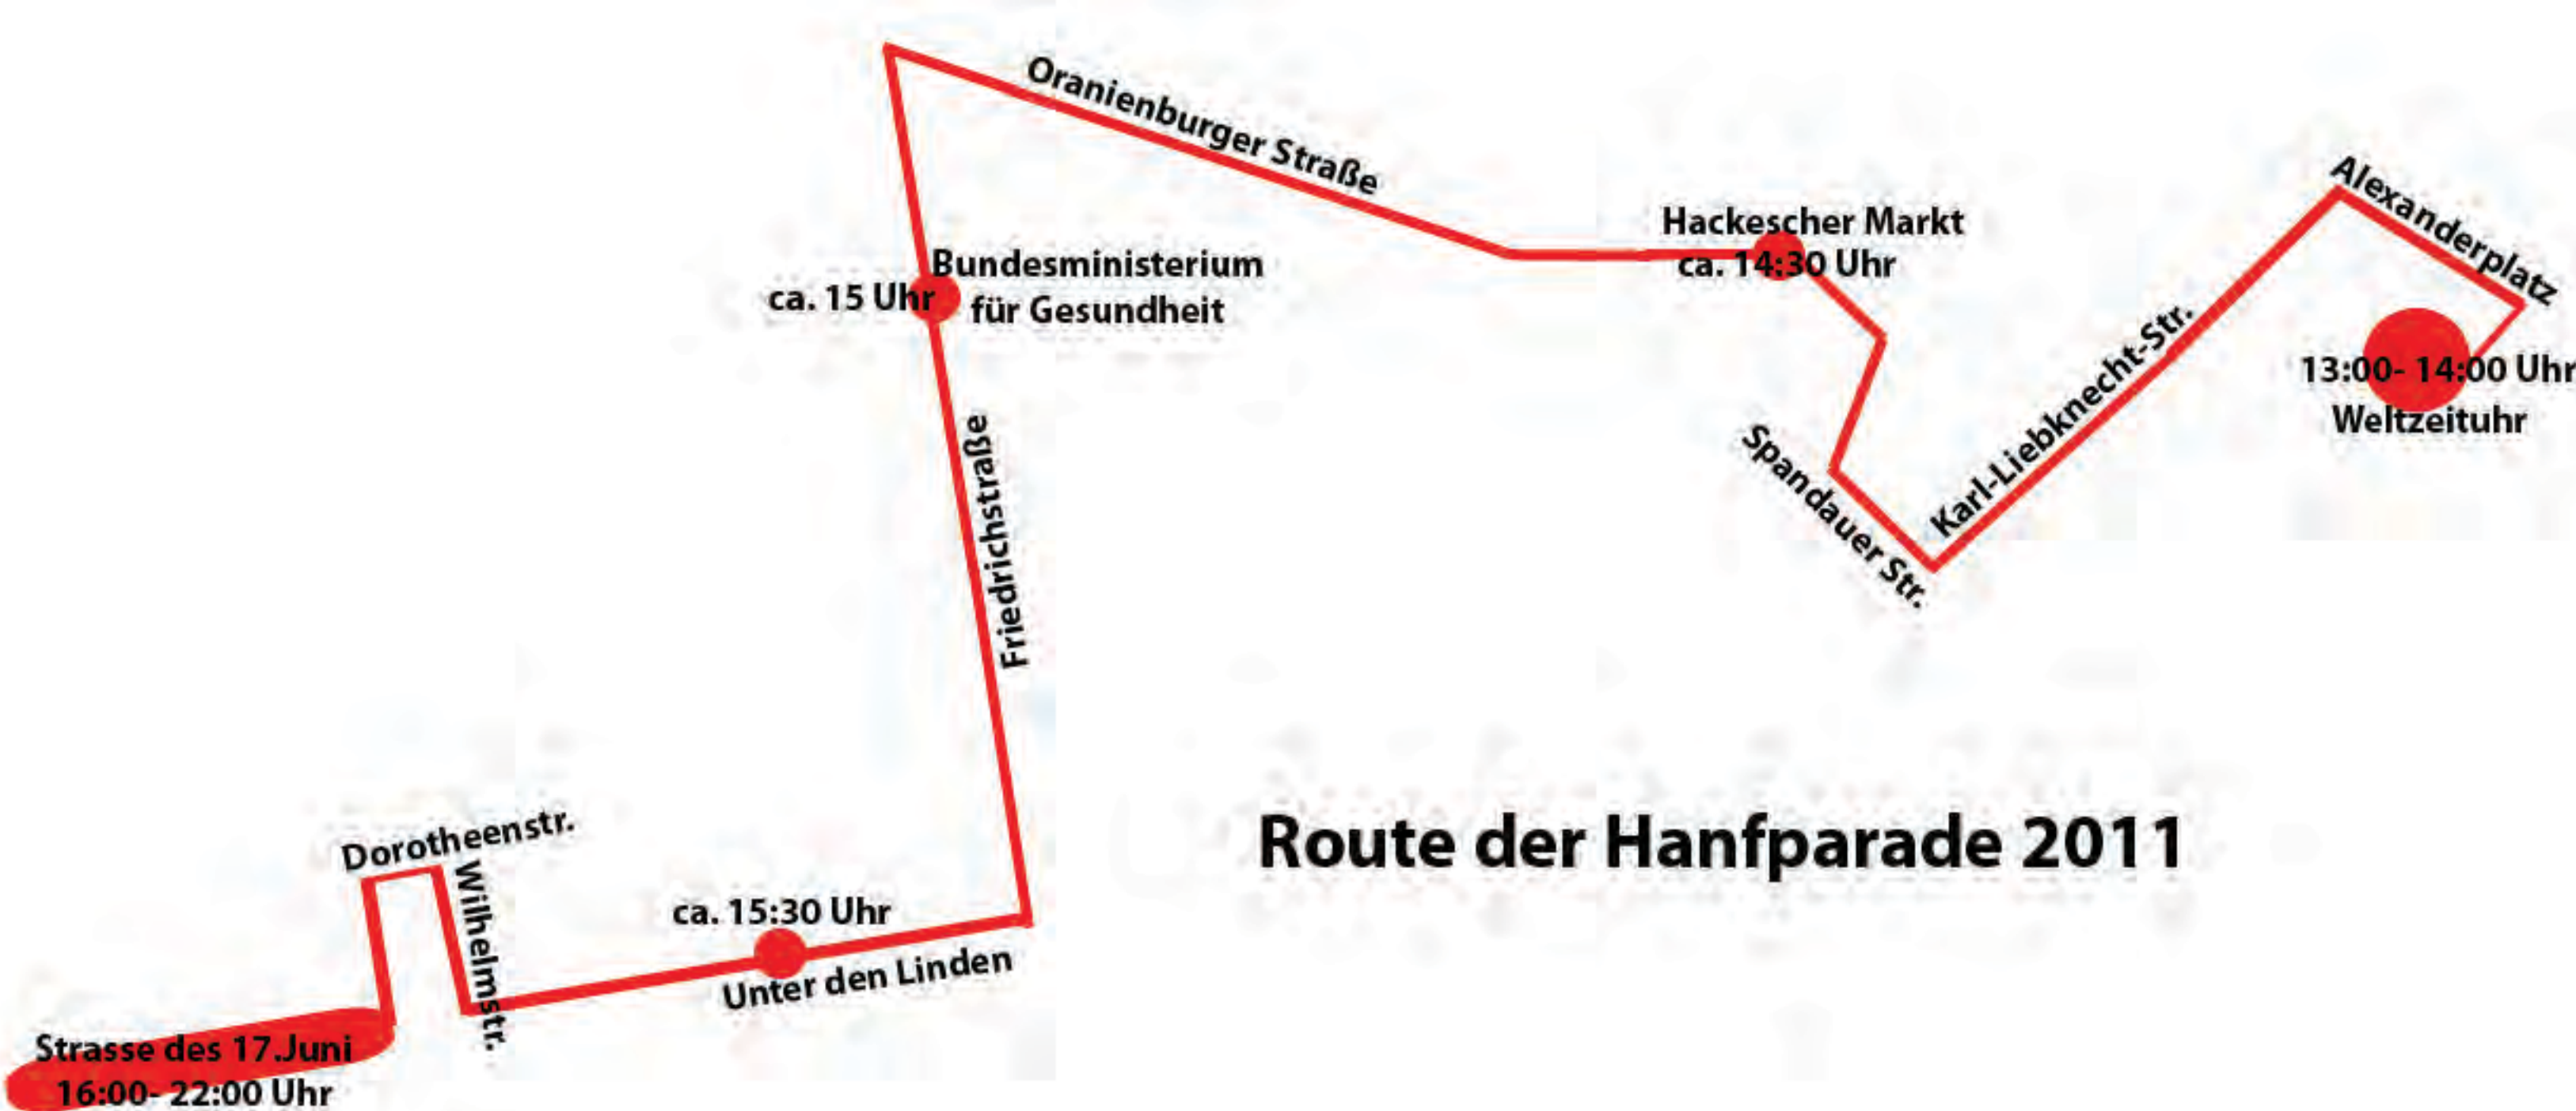 Oranienburger Straße
Alexanderplatz
Hackescher Markt
ca. 14:30 Uhr
Bundesministerium
für Gesundheit
ca. 15 Uhr
Karl-Liebknecht-Str.
13:00- 14:00 Uhr
Weltzeituhr
Spandauer Str.
Friedrichstraße
Route der Hanfparade 2011
Dorotheenstr.
Wilhelmstr.
ca. 15:30 Uhr
Unter den Linden
Strasse des 17.Juni
16:00- 22:00 Uhr